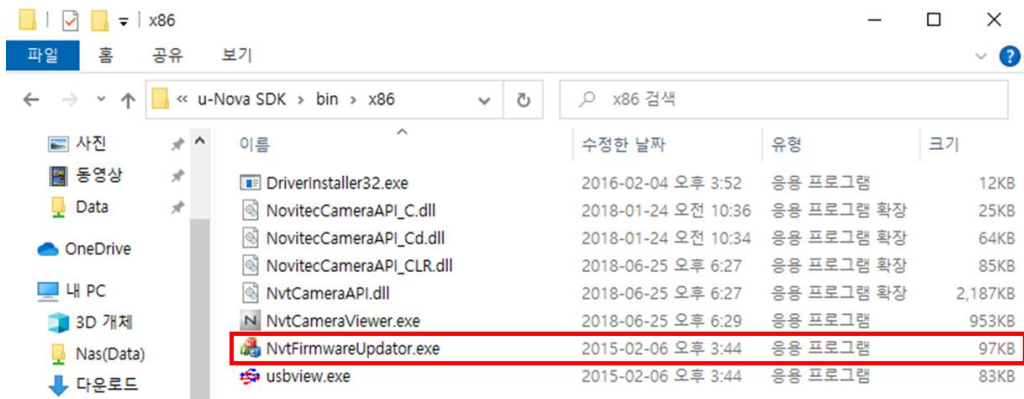 x86
파일 홈 공유 보기
« u-Nova SDK > bin > x86 x86 검색
사진
동영상
Data
OneDrive
내 PC
3D 개체
Nas(Data)
다운로드
이름 수정한 날짜 유형 크기
DriverInstaller32.exe 2016-02-04 오후 3:52 응용 프로그램 12KB
NovitecCameraAPI_C.dll 2018-01-24 오전 10:36 응용 프로그램 확장 25KB
NovitecCameraAPI_Cd.dll 2018-01-24 오전 10:34 응용 프로그램 확장 64KB
NovitecCameraAPI_CLR.dll 2018-06-25 오후 6:27 응용 프로그램 확장 85KB
NvtCameraAPI.dll 2018-06-25 오후 6:27 응용 프로그램 확장 2,187KB
NvtCameraViewer.exe 2018-06-25 오후 6:29 응용 프로그램 953KB
NvtFirmwareUpdator.exe 2015-02-06 오후 3:44 응용 프로그램 97KB
usbview.exe 2015-02-06 오후 3:44 응용 프로그램 83KB